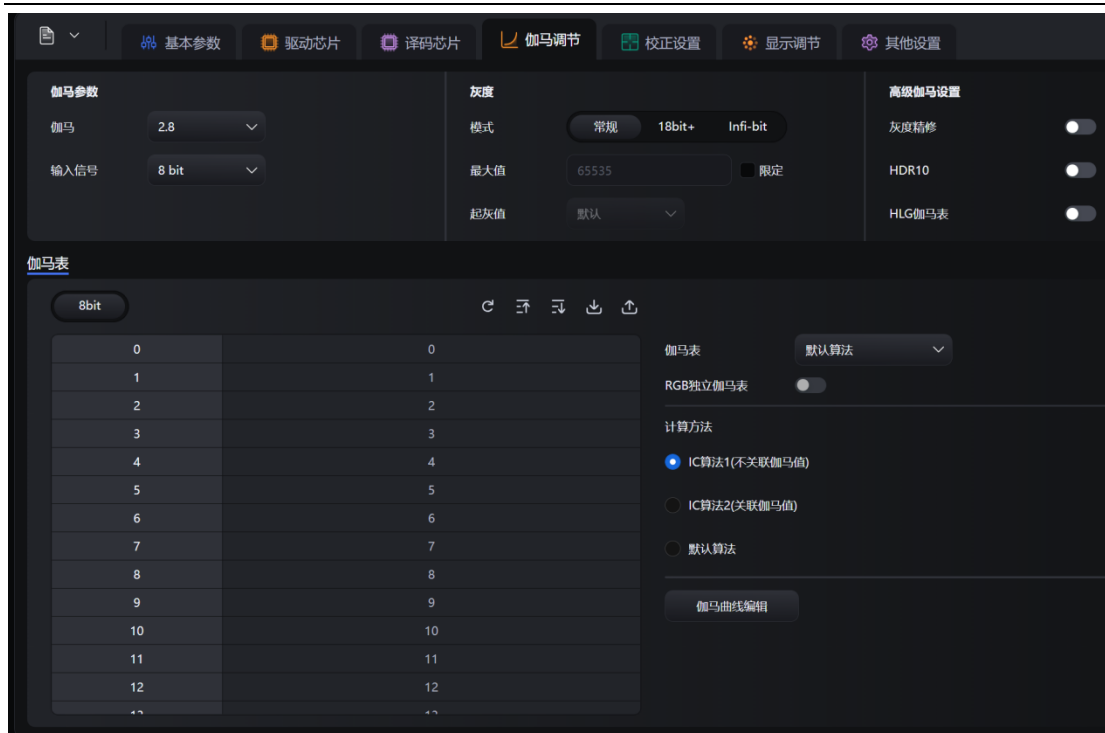 基本参数 驱动芯片 译码芯片 伽马调节 校正设置 显示调节 其他设置
伽马参数 灰度 高级伽马设置
伽马 2.8 模式 常规 18bit+ Infi-bit 灰度精修
输入信号 8 bit 最大值 65535 限定 HDR10
起灰值 默认 HLG伽马表
伽马表
8bit
0 0
1 1
2 2
3 3
4 4
5 5
6 6
7 7
8 8
9 9
10 10
11 11
12 12
13 13
伽马表 默认算法
RGB独立伽马表
计算方法
IC算法1(不关联伽马值)
IC算法2(关联伽马值)
默认算法
伽马曲线编辑